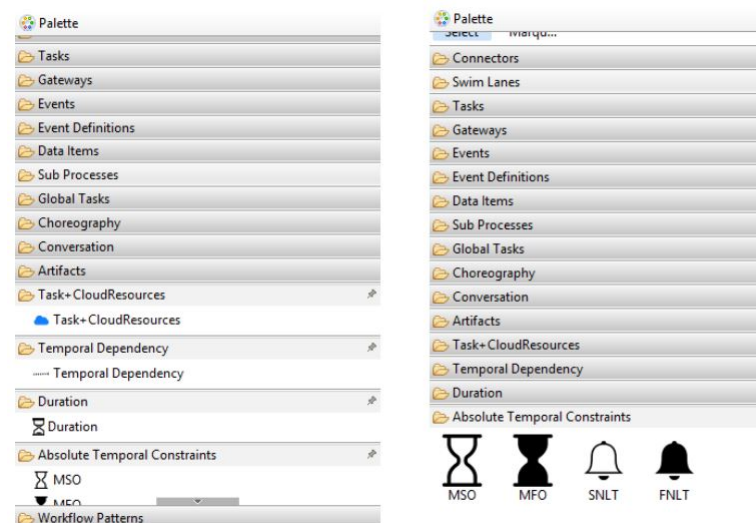 Palette
Tasks
Gateways
Events
Event Definitions
Data Items
Sub Processes
Global Tasks
Choreography
Conversation
Artifacts
Task+CloudResources
Task+CloudResources
Temporal Dependency
Temporal Dependency
Duration
Duration
Absolute Temporal Constraints
MSO
MFO
Workflow Patterns
Palette
Select Marqu...
Connectors
Swim Lanes
Tasks
Gateways
Events
Event Definitions
Data Items
Sub Processes
Global Tasks
Choreography
Conversation
Artifacts
Task+CloudResources
Temporal Dependency
Duration
Absolute Temporal Constraints
MSO MFO SNLT FNLT